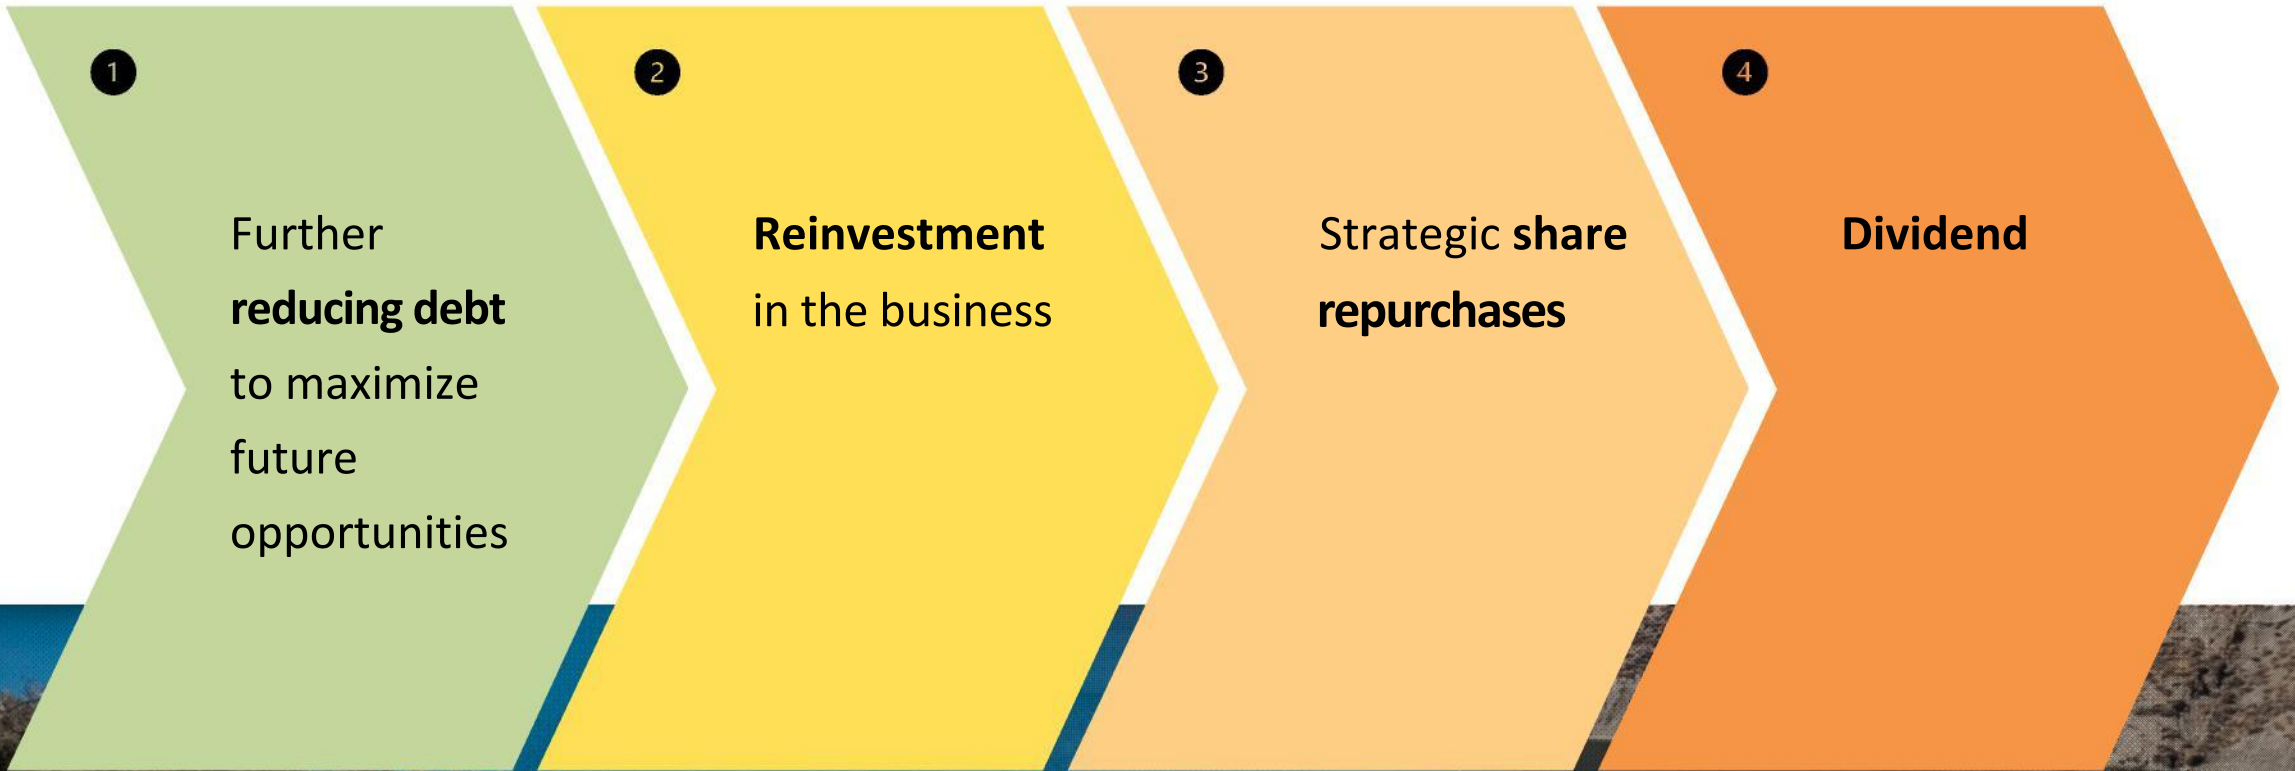 1
Further
reducing debt
to maximize
future
opportunities
2
Reinvestment
in the business
3
Strategic share
repurchases
4
Dividend